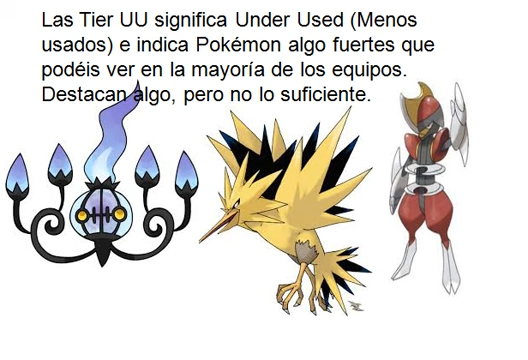 Las Tier UU significa Under Used (Menos
usados) e indica Pokémon algo fuertes que
podéis ver en la mayoría de los equipos.
Destacan algo, pero no lo suficiente.